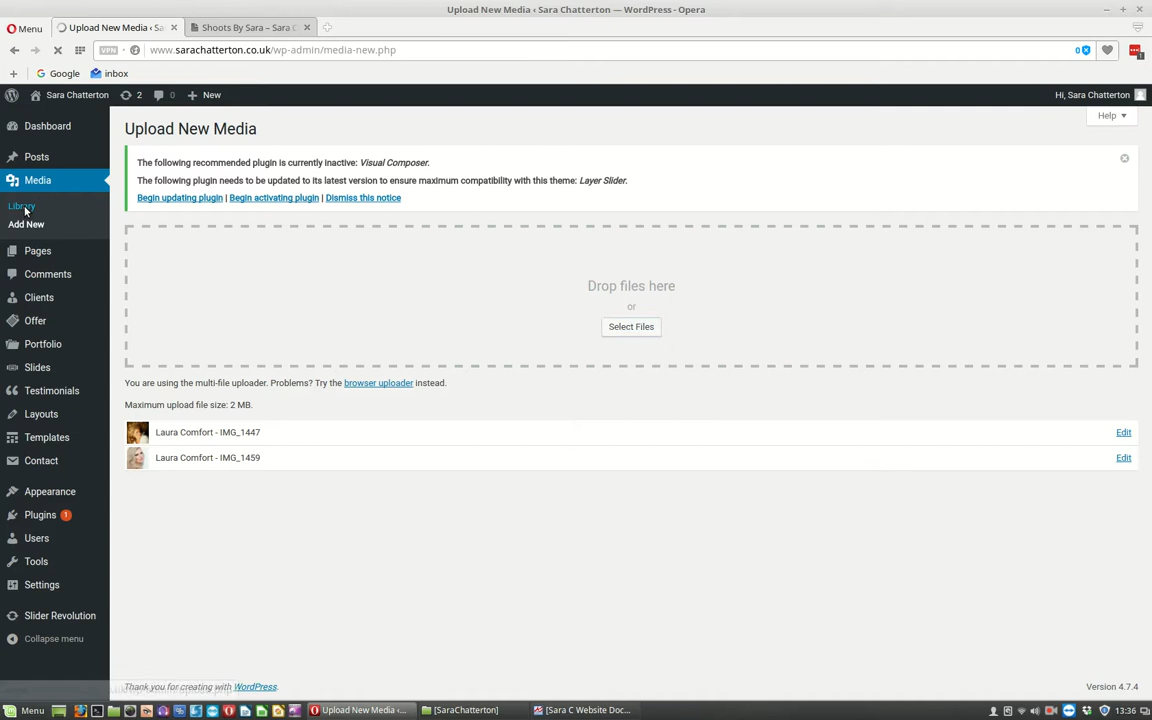 Upload New Media ‹ Sara Chatterton — WordPress - Opera
Menu
Upload New Media ‹ Sa
Shoots By Sara – Sara C
VPN
www.sarachatterton.co.uk/wp-admin/media-new.php
0
Google
inbox
Sara Chatterton
2
0
New
Hi, Sara Chatterton
Help
Dashboard
Posts
Media
Library
Add New
Pages
Comments
Clients
Offer
Portfolio
Slides
Testimonials
Layouts
Templates
Contact
Appearance
Plugins 1
Users
Tools
Settings
Slider Revolution
Collapse menu
Upload New Media
The following recommended plugin is currently inactive: Visual Composer.
The following plugin needs to be updated to its latest version to ensure maximum compatibility with this theme: Layer Slider.
Begin updating plugin | Begin activating plugin | Dismiss this notice
Drop files here
or
Select Files
You are using the multi-file uploader. Problems? Try the browser uploader instead.
Maximum upload file size: 2 MB.
Laura Comfort - IMG_1447
Edit
Laura Comfort - IMG_1459
Edit
Thank you for creating with WordPress.
Version 4.7.4
Menu
Upload New Media ‹...
[SaraChatterton]
[Sara C Website Doc...
13:36